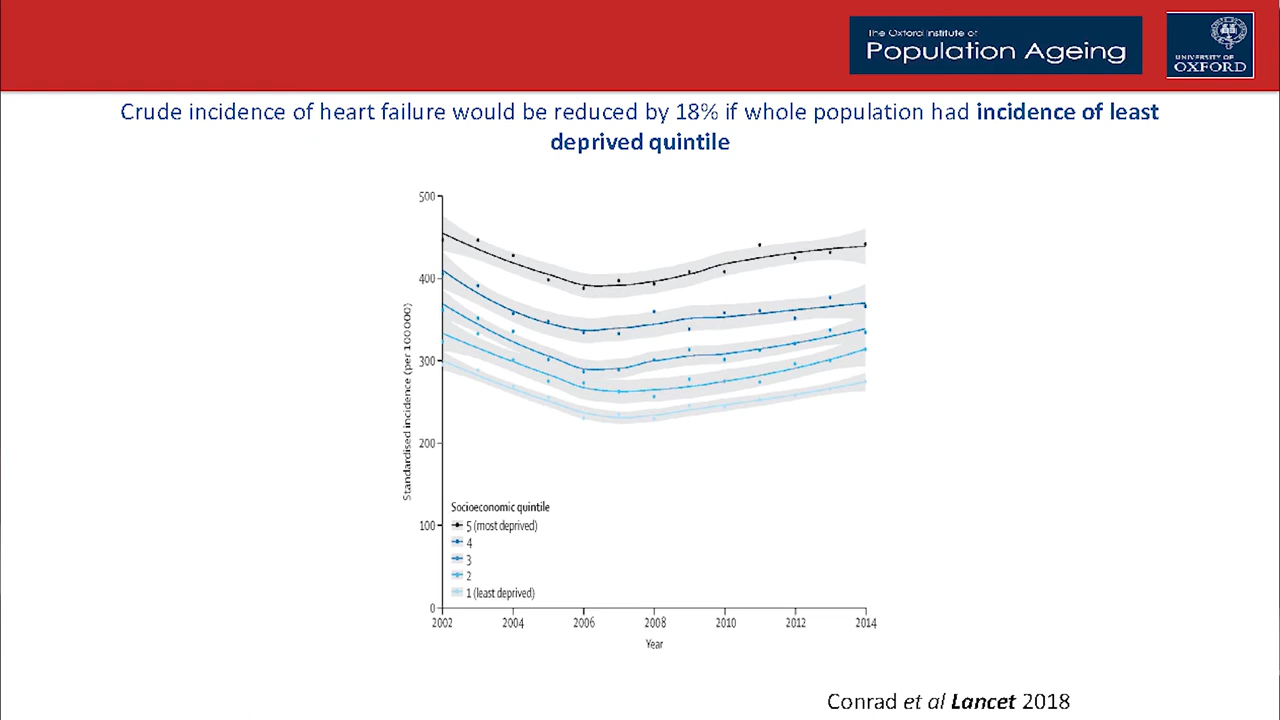 The Oxford Institute of
Population Ageing
UNIVERSITY OF
OXFORD
Crude incidence of heart failure would be reduced by 18% if whole population had incidence of least
deprived quintile
500
400
300
200
100
0
Standardised incidence (per 100 000)
Socioeconomic quintile
5 (most deprived)
4
3
2
1 (least deprived)
2002 2004 2006 2008 2010 2012 2014
Year
Conrad et al Lancet 2018